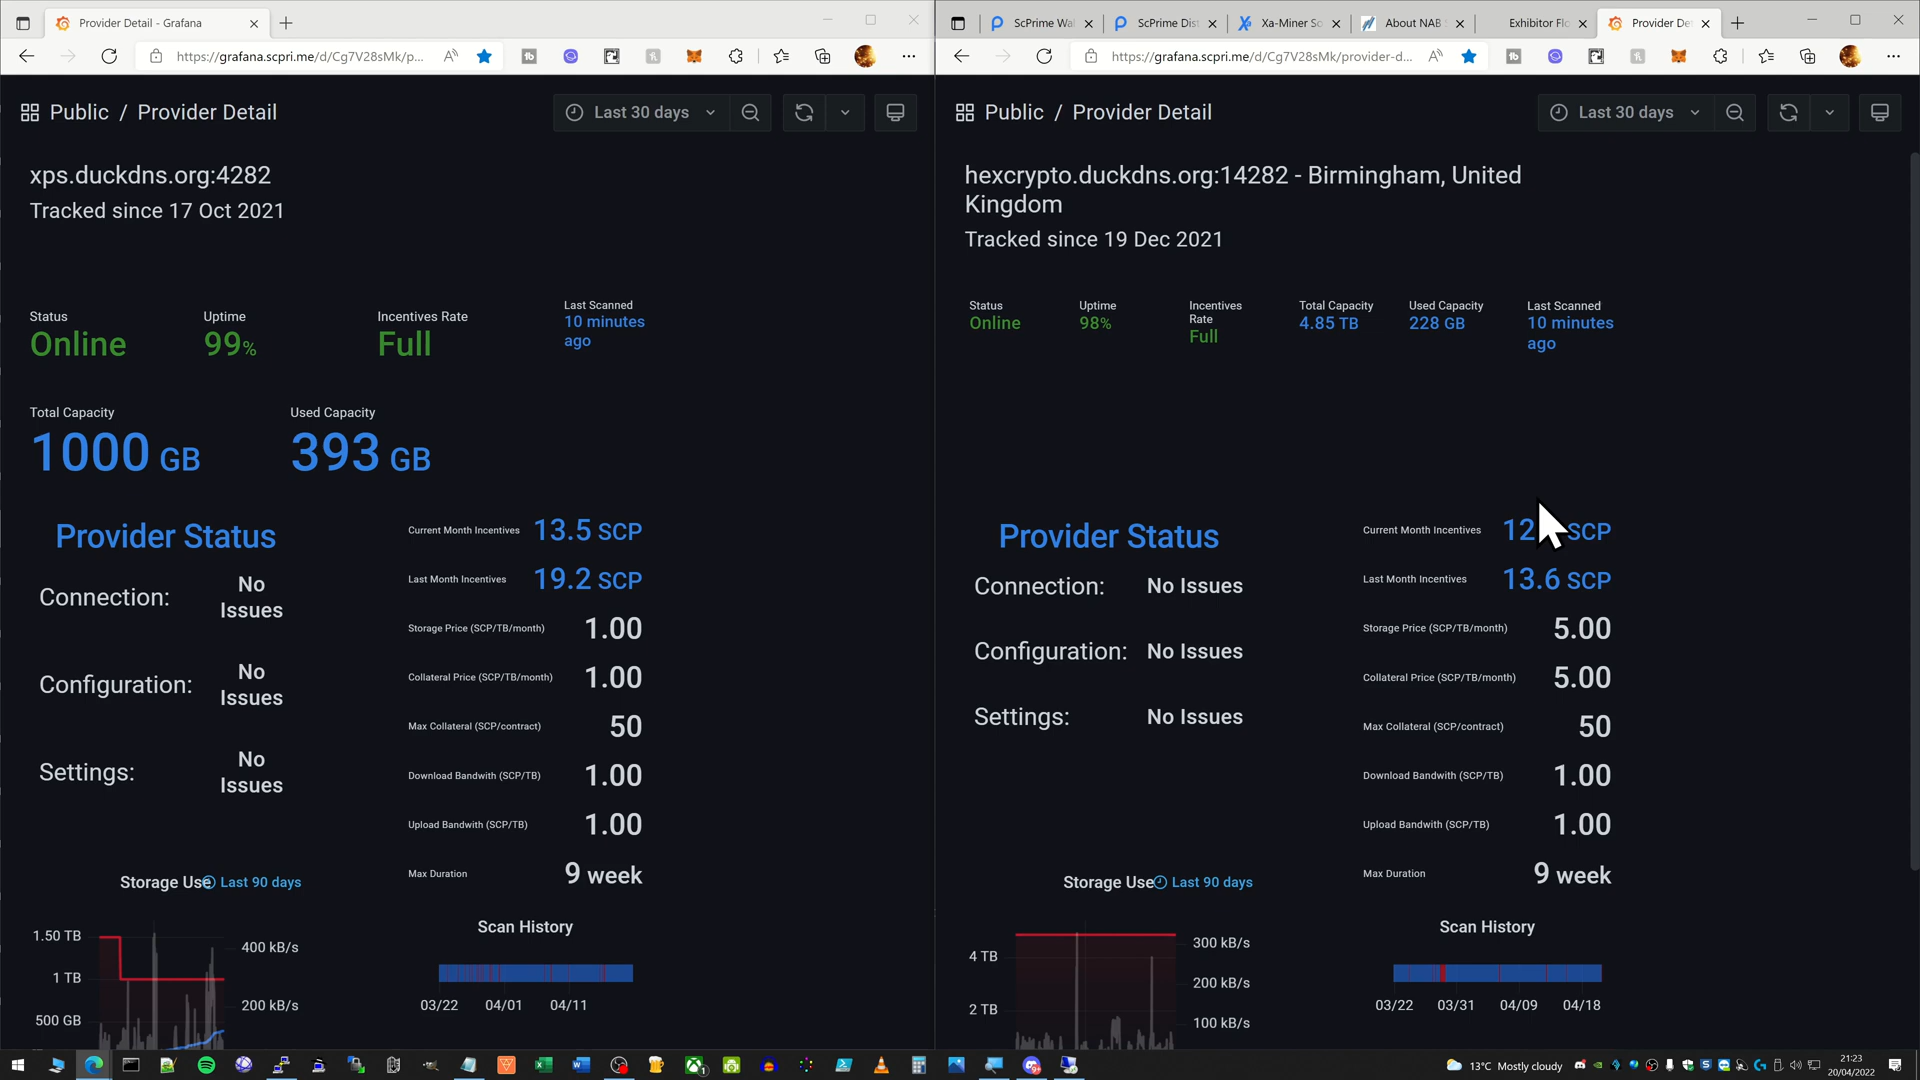 Provider Detail - Grafana
https://grafana.scpri.me/d/Cg7V28sMk/p...
Public / Provider Detail
Last 30 days
xps.duckdns.org:4282
Tracked since 17 Oct 2021
Status
Online
Uptime
99%
Incentives Rate
Full
Last Scanned
10 minutes
ago
Total Capacity
1000 GB
Used Capacity
393 GB
Provider Status
Connection:
No
Issues
Configuration:
No
Issues
Settings:
No
Issues
Current Month Incentives 13.5 SCP
Last Month Incentives 19.2 SCP
Storage Price (SCP/TB/month) 1.00
Collateral Price (SCP/TB/month) 1.00
Max Collateral (SCP/contract) 50
Download Bandwith (SCP/TB) 1.00
Upload Bandwith (SCP/TB) 1.00
Max Duration 9 week
Storage Use Last 90 days
1.50 TB
1 TB
500 GB
400 kB/s
200 kB/s
Scan History
03/22 04/01 04/11
ScPrime Wa
ScPrime Dist
Xa-Miner So
About NAB
Exhibitor Flo
Provider De
https://grafana.scpri.me/d/Cg7V28sMk/provider-d...
Public / Provider Detail
Last 30 days
hexcrypto.duckdns.org:14282 - Birmingham, United
Kingdom
Tracked since 19 Dec 2021
Status
Online
Uptime
98%
Incentives
Rate
Full
Total Capacity
4.85 TB
Used Capacity
228 GB
Last Scanned
10 minutes
ago
Provider Status
Connection: No Issues
Configuration: No Issues
Settings: No Issues
Current Month Incentives 12 SCP
Last Month Incentives 13.6 SCP
Storage Price (SCP/TB/month) 5.00
Collateral Price (SCP/TB/month) 5.00
Max Collateral (SCP/contract) 50
Download Bandwith (SCP/TB) 1.00
Upload Bandwith (SCP/TB) 1.00
Max Duration 9 week
Storage Use Last 90 days
4 TB
2 TB
300 kB/s
200 kB/s
100 kB/s
Scan History
03/22 03/31 04/09 04/18
13°C Mostly cloudy
21:23
20/04/2022